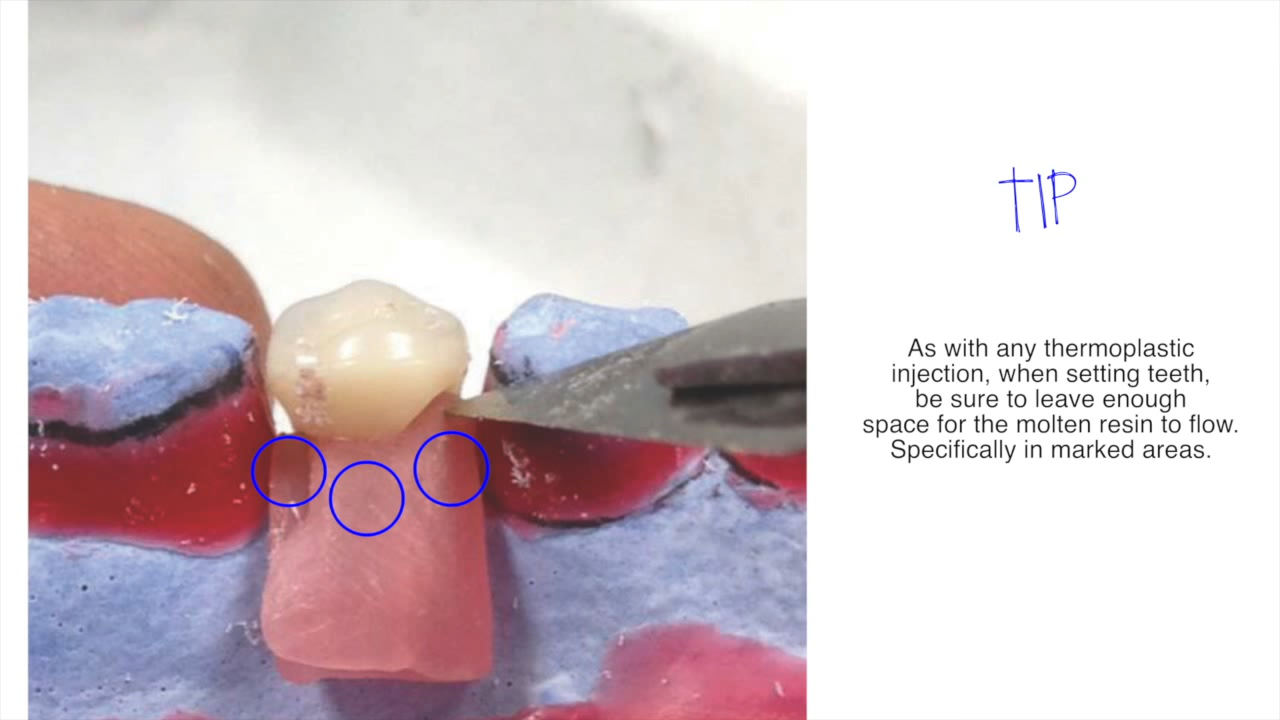 TIP
As with any thermoplastic
injection, when setting teeth,
be sure to leave enough
space for the molten resin to flow.
Specifically in marked areas.